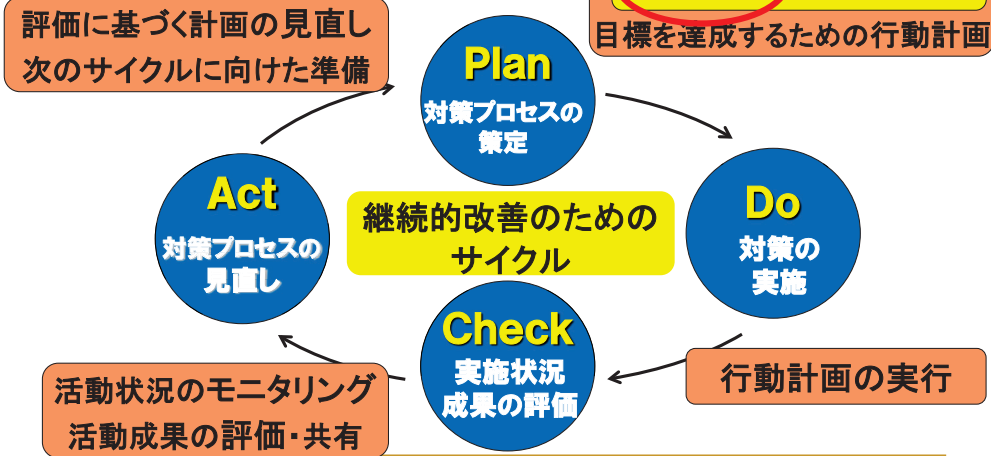 評価に基づく計画の見直し
次のサイクルに向けた準備
目標を達成するための行動計画
Plan
対策プロセスの
策定
Act
対策プロセスの
見直し
継続的改善のための
サイクル
Do
対策の
実施
Check
実施状況
成果の評価
行動計画の実行
活動状況のモニタリング
活動成果の評価・共有